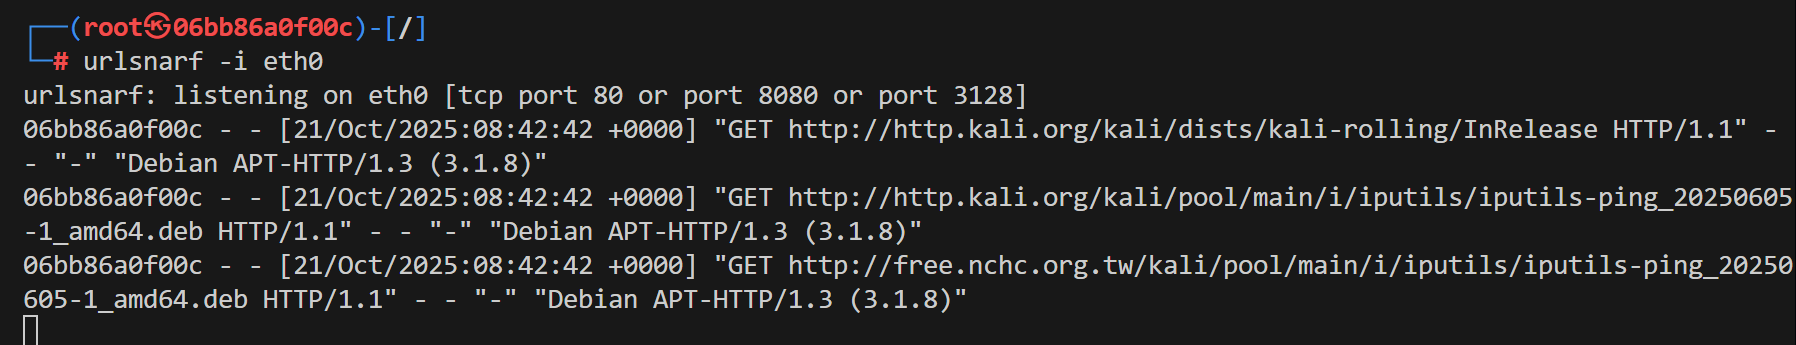 ┌──(root㉿06bb86a0f00c)-[/]
└─# urlsnarf -i eth0
urlsnarf: listening on eth0 [tcp port 80 or port 8080 or port 3128]
06bb86a0f00c - - [21/Oct/2025:08:42:42 +0000] "GET http://http.kali.org/kali/dists/kali-rolling/InRelease HTTP/1.1" -
- "-" "Debian APT-HTTP/1.3 (3.1.8)"
06bb86a0f00c - - [21/Oct/2025:08:42:42 +0000] "GET http://http.kali.org/kali/pool/main/i/iputils/iputils-ping_20250605
-1_amd64.deb HTTP/1.1" - - "-" "Debian APT-HTTP/1.3 (3.1.8)"
06bb86a0f00c - - [21/Oct/2025:08:42:42 +0000] "GET http://free.nchc.org.tw/kali/pool/main/i/iputils/iputils-ping_20250
605-1_amd64.deb HTTP/1.1" - - "-" "Debian APT-HTTP/1.3 (3.1.8)"